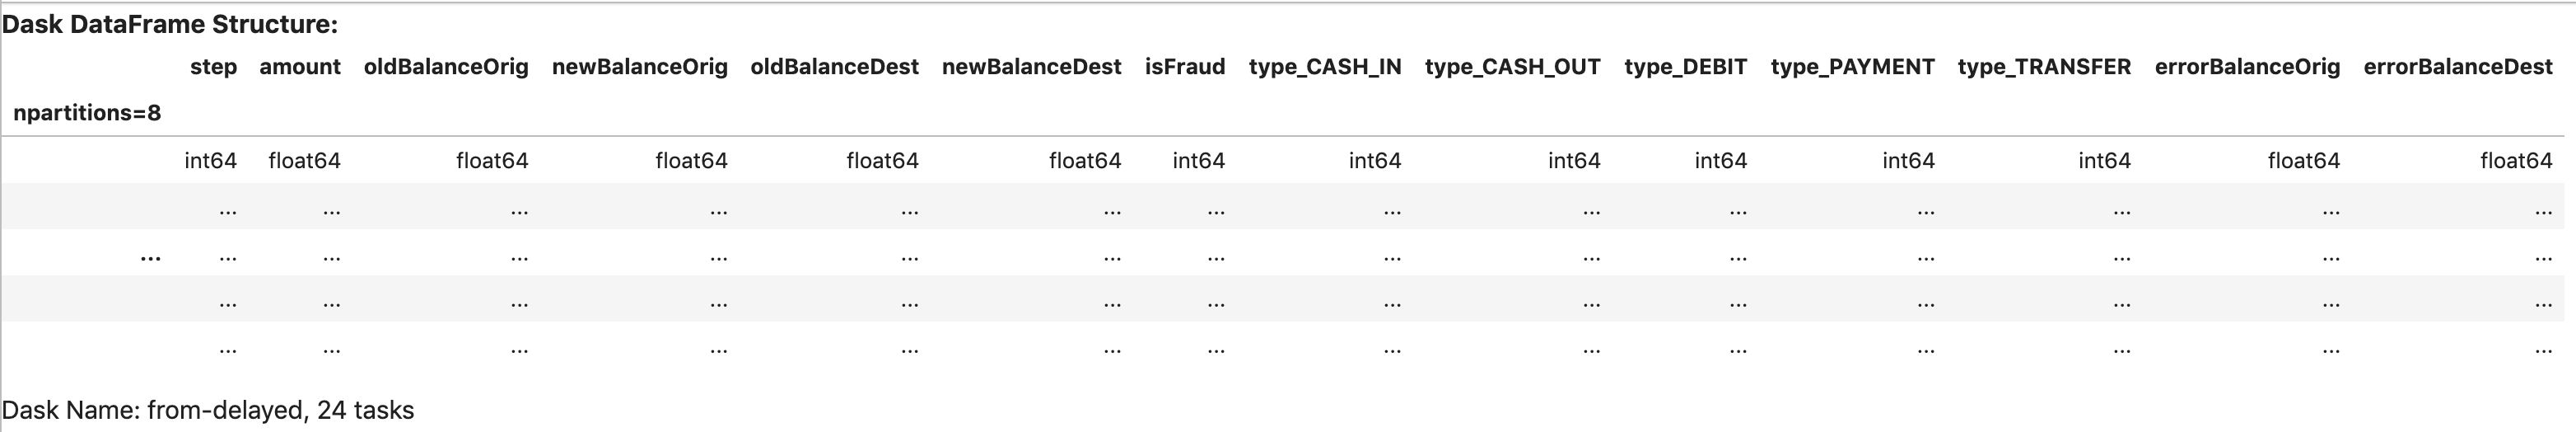 Dask DataFrame Structure:
step amount oldBalanceOrig newBalanceOrig oldBalanceDest newBalanceDest isFraud type_CASH_IN type_CASH_OUT type_DEBIT type_PAYMENT type_TRANSFER errorBalanceOrig errorBalanceDest
npartitions=8
int64 float64 float64 float64 float64 float64 int64 int64 int64 int64 int64 int64 float64 float64
... ... ... ... ... ... ... ... ... ... ... ... ... ...
... ... ... ... ... ... ... ... ... ... ... ... ... ... ...
... ... ... ... ... ... ... ... ... ... ... ... ... ...
... ... ... ... ... ... ... ... ... ... ... ... ... ...
Dask Name: from-delayed, 24 tasks